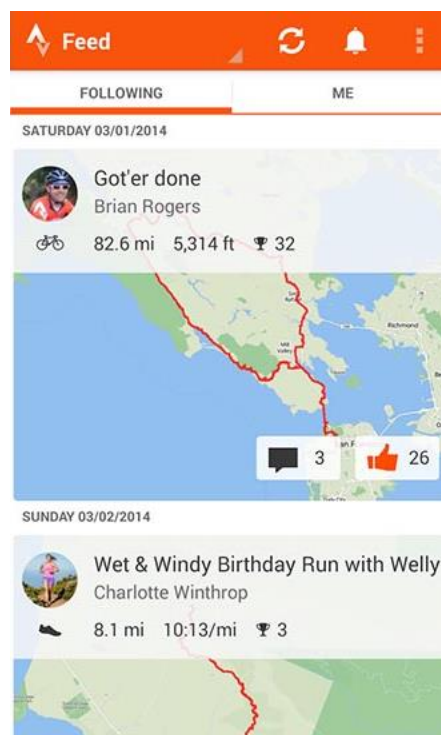 Feed
FOLLOWING
ME
SATURDAY 03/01/2014
Got'er done
Brian Rogers
82.6 mi 5,314 ft 32
Richmond
Mill
Valley
3
26
SUNDAY 03/02/2014
Wet & Windy Birthday Run with Welly
Charlotte Winthrop
8.1 mi 10:13/mi 3